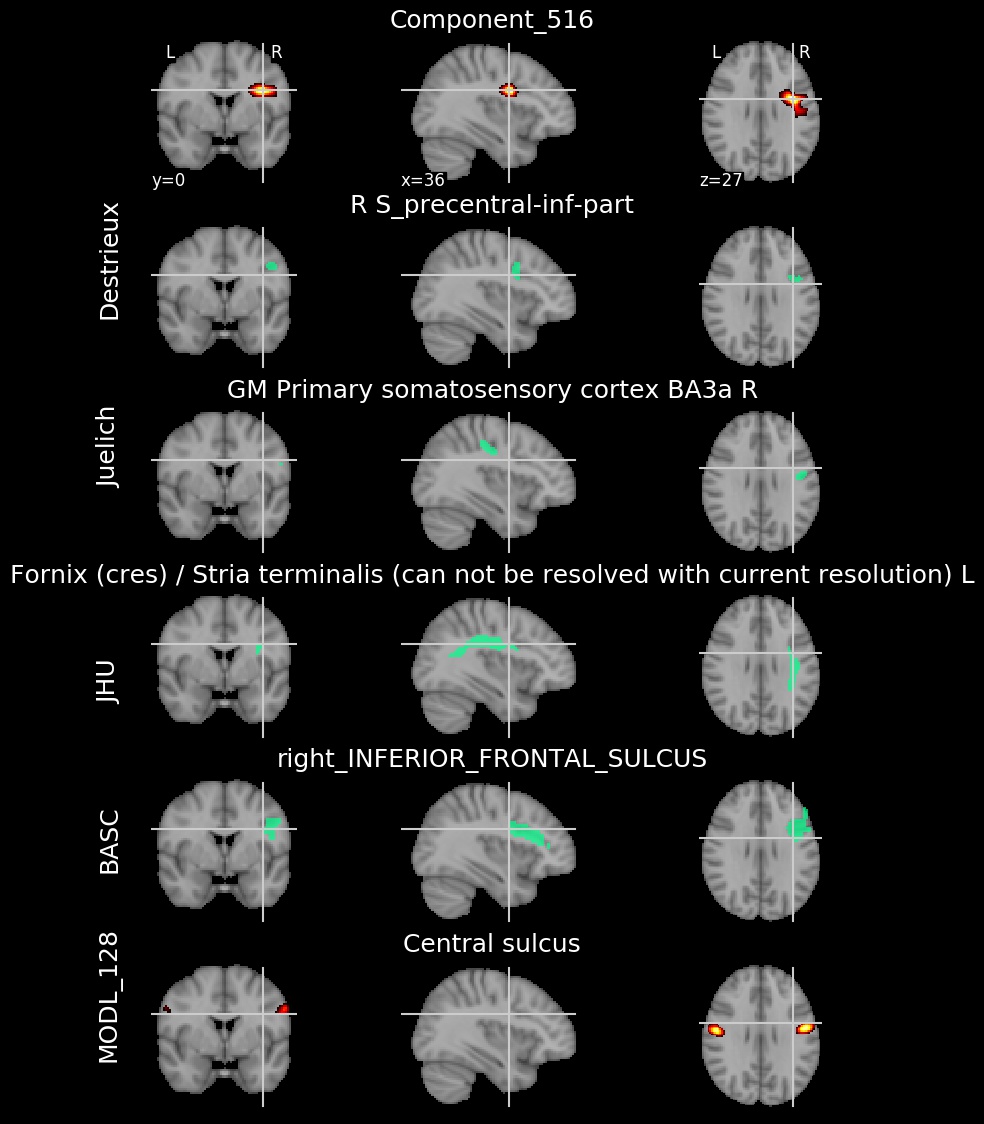 Component_516
L R
L R
y=0
x=36
z=27
Destrieux
R S_precentral-inf-part
Juelich
GM Primary somatosensory cortex BA3a R
JHU
Fornix (cres) / Stria terminalis (can not be resolved with current resolution) L
BASC
right_INFERIOR_FRONTAL_SULCUS
MODL_128
Central sulcus